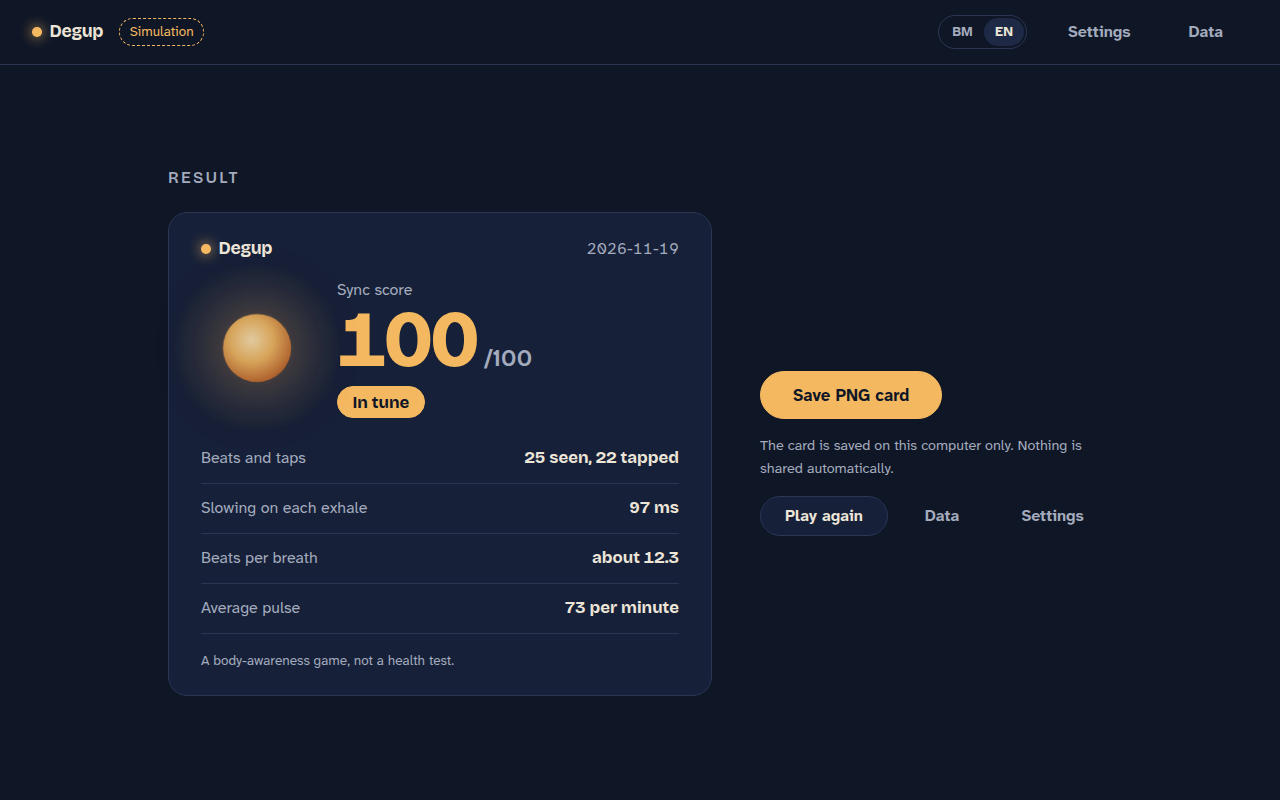 Degup
Simulation
BM EN
Settings
Data
RESULT
Degup
2026-11-19
Sync score
100 /100
In tune
Beats and taps 25 seen, 22 tapped
Slowing on each exhale 97 ms
Beats per breath about 12.3
Average pulse 73 per minute
A body-awareness game, not a health test.
Save PNG card
The card is saved on this computer only. Nothing is
shared automatically.
Play again
Data
Settings